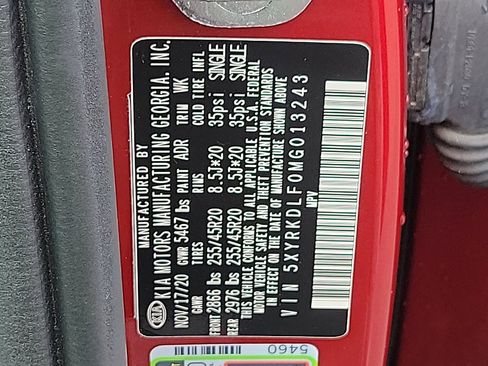 MANUFACTURED BY
KIA KIA MOTORS MANUFACTURING GEORGIA, INC.
NOV/17/20 GVWR 5467 lbs PAINT ADR TRIM WK
GAWR TIRES RIMS COLD TIRE INFL
FRONT 2866 lbs 255/45R20 8.5J*20 35psi SINGLE
REAR 2976 lbs 255/45R20 8.5J*20 35psi SINGLE
THIS VEHICLE CONFORMS TO ALL APPLICABLE U.S.A. FEDERAL
MOTOR VEHICLE SAFETY AND THEFT PREVENTION STANDARDS
IN EFFECT ON THE DATE OF MANUFACTURE SHOWN ABOVE
VIN 5XYRKDLF0MG013243
MPV
5460